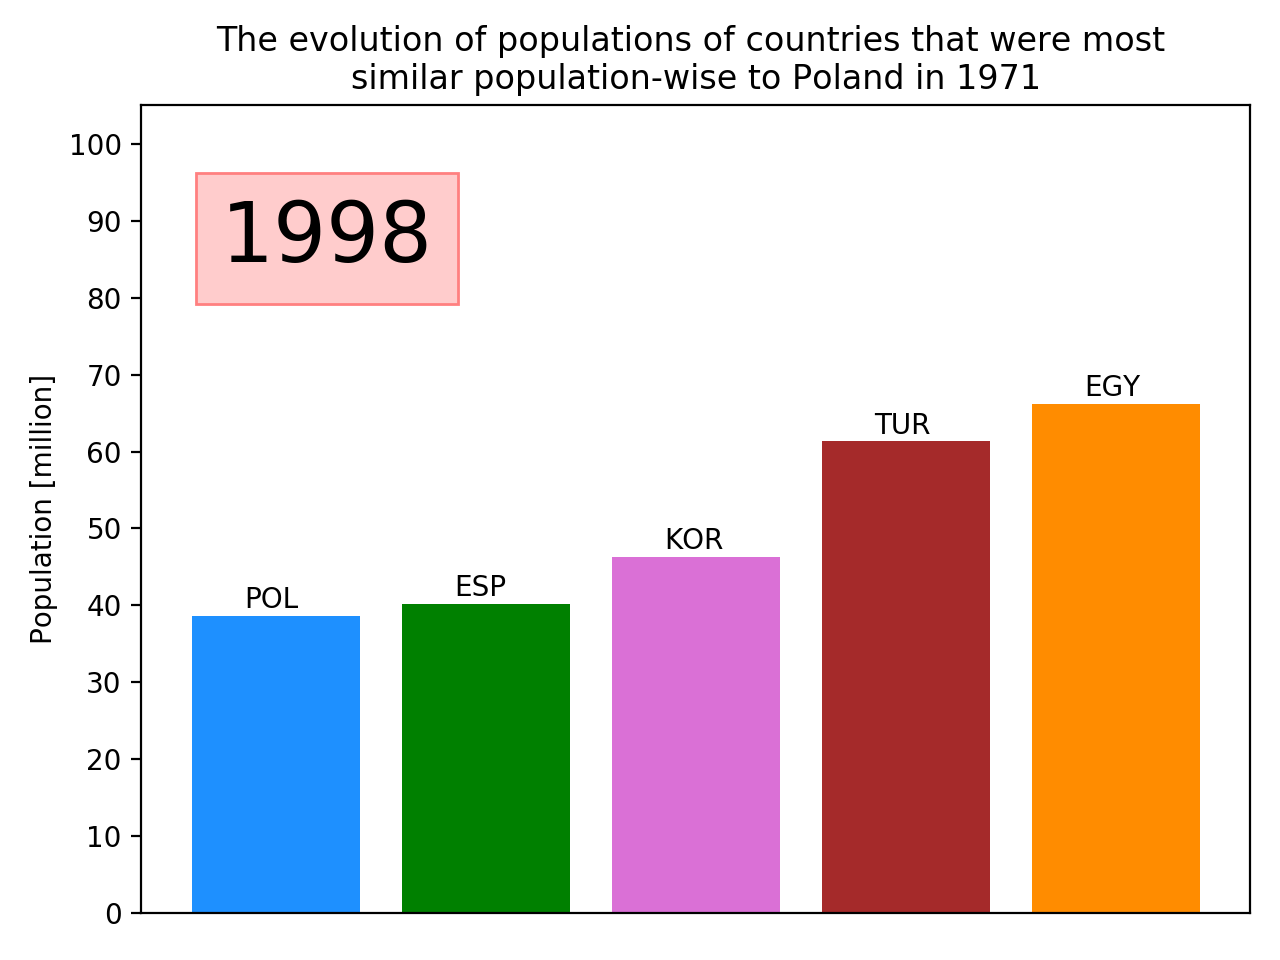 The evolution of populations of countries that were most
similar population-wise to Poland in 1971
100
90
80
70
60
50
40
30
20
10
0
Population [million]
1998
POL
ESP
KOR
TUR
EGY